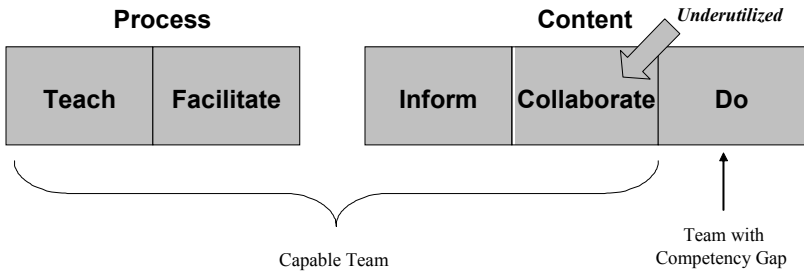 Process
Content
Underutilized
Teach
Facilitate
Inform
Collaborate
Do
Capable Team
Team with
Competency Gap